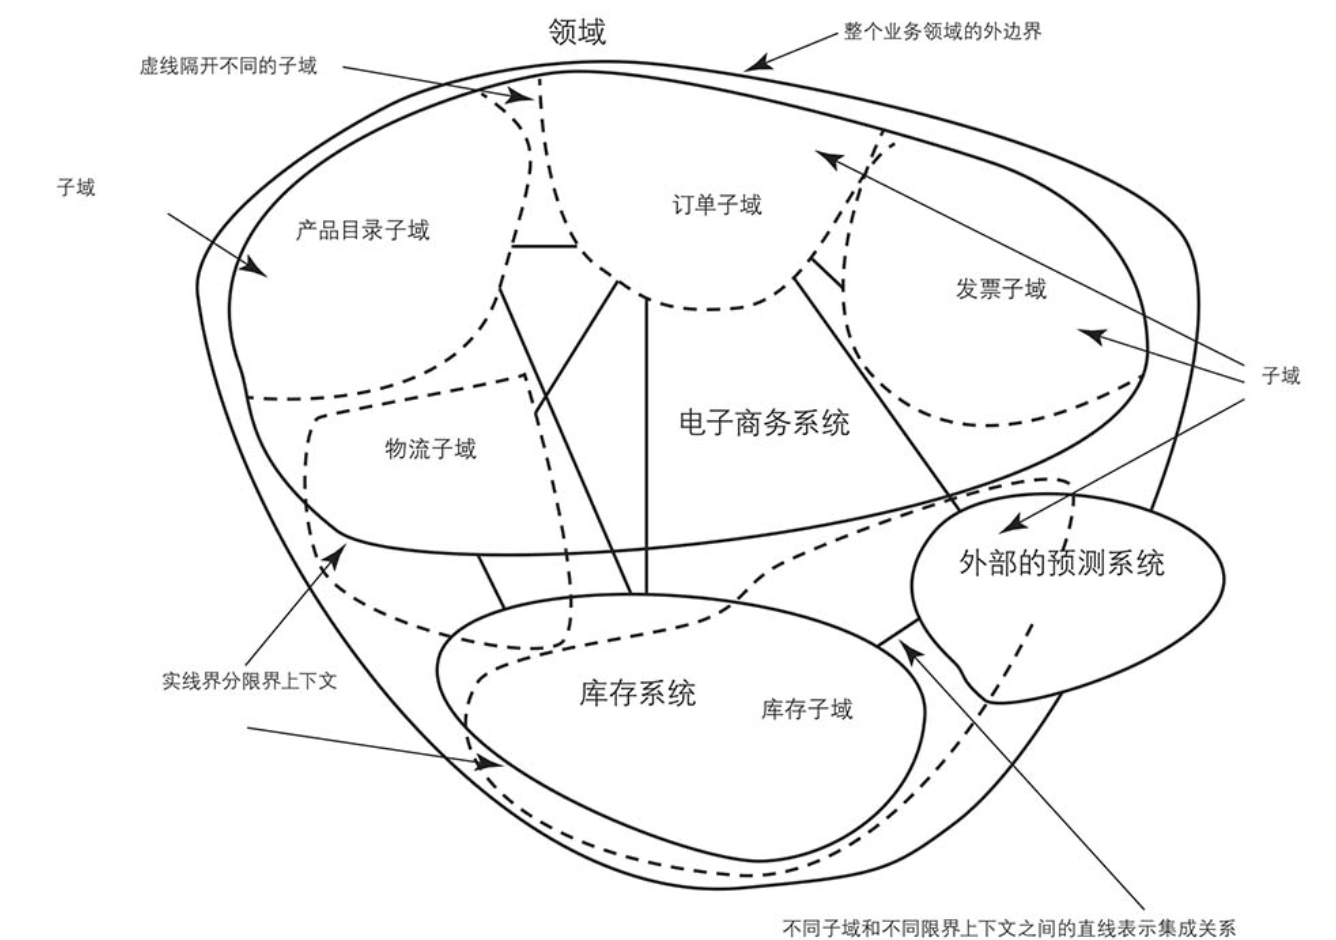 领域
整个业务领域的外边界
虚线隔开不同的子域
子域
产品目录子域
订单子域
发票子域
子域
电子商务系统
物流子域
外部的预测系统
实线界分限界上下文
库存系统
库存子域
不同子域和不同限界上下文之间的直线表示集成关系